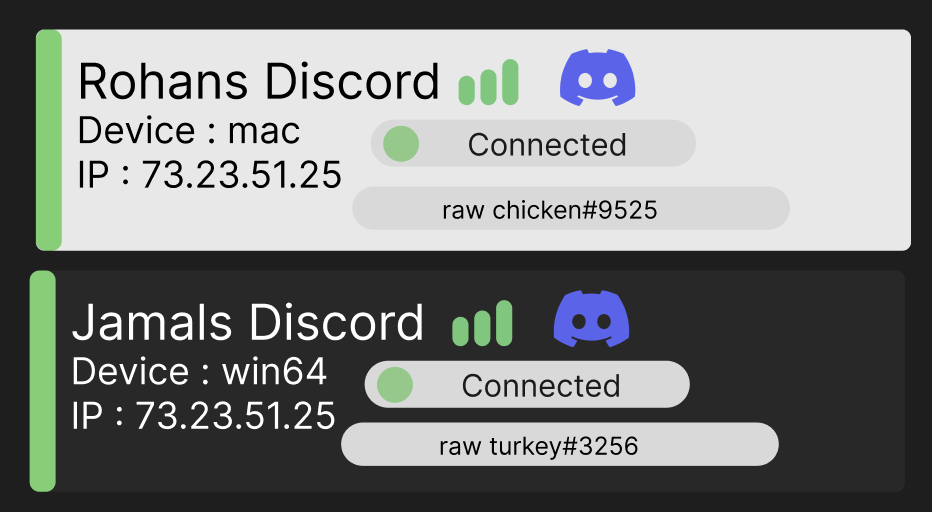 Rohans Discord
Device : mac
Connected
IP : 73.23.51.25
raw chicken#9525
Jamals Discord
Device : win64
Connected
IP : 73.23.51.25
raw turkey#3256